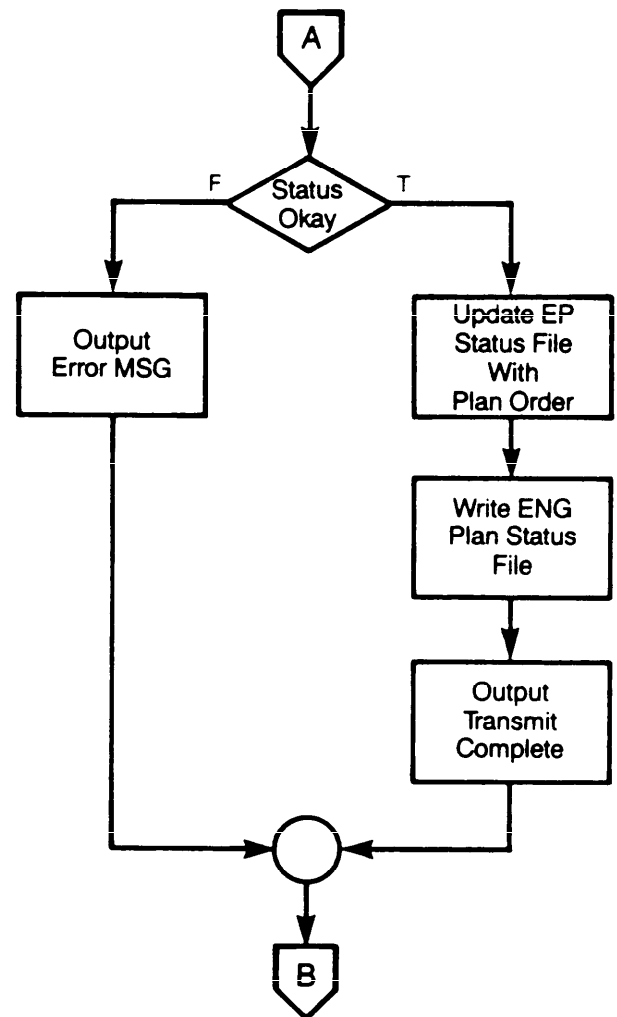 A
F
T
Status
Okay
Output
Error MSG
Update EP
Status File
With
Plan Order
Write ENG
Plan Status
File
Output
Transmit
Complete
B